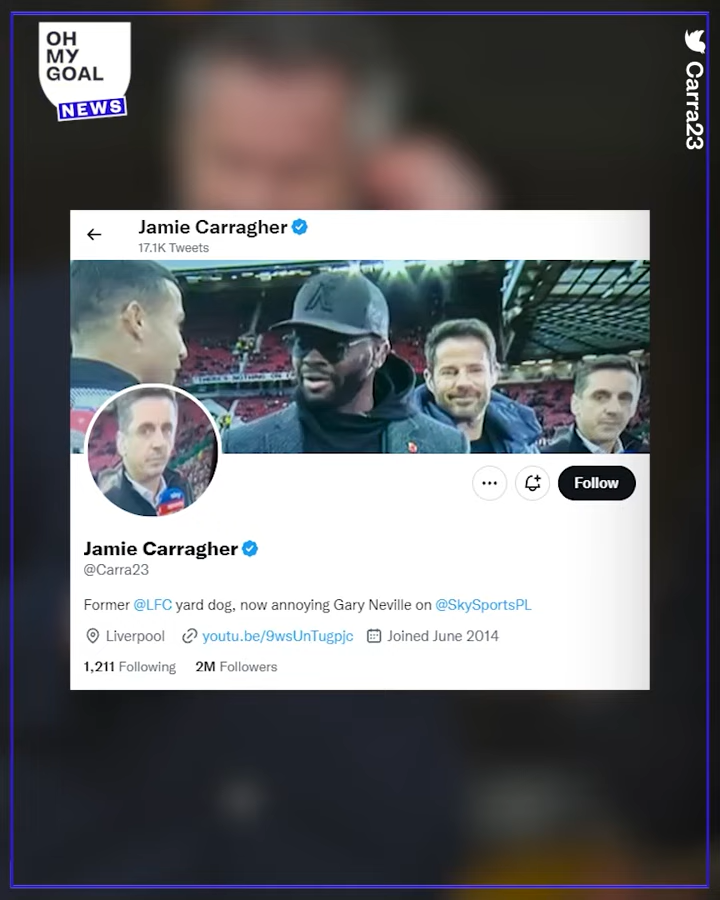 OH
MY
GOAL
NEWS
Carra23
Jamie Carragher
17.1K Tweets
Follow
Jamie Carragher
@Carra23
Former @LFC yard dog, now annoying Gary Neville on @SkySportsPL
Liverpool youtu.be/9wsUnTugpjc Joined June 2014
1,211 Following 2M Followers